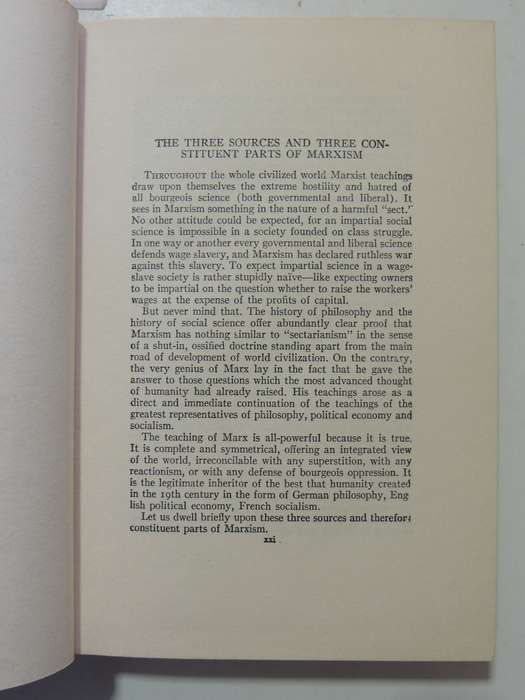 THE THREE SOURCES AND THREE CON-
STITUENT PARTS OF MARXISM
THROUGHOUT the whole civilized world Marxist teachings
draw upon themselves the extreme hostility and hatred of
all bourgeois science (both governmental and liberal). It
sees in Marxism something in the nature of a harmful "sect."
No other attitude could be expected, for an impartial social
science is impossible in a society founded on class struggle.
In one way or another every governmental and liberal science
defends wage slavery, and Marxism has declared ruthless war
against this slavery. To expect impartial science in a wage-
slave society is rather stupidly naïve—like expecting owners
to be impartial on the question whether to raise the workers'
wages at the expense of the profits of capital.
But never mind that. The history of philosophy and the
history of social science offer abundantly clear proof that
Marxism has nothing similar to "sectarianism" in the sense
of a shut-in, ossified doctrine standing apart from the main
road of development of world civilization. On the contrary,
the very genius of Marx lay in the fact that he gave the
answer to those questions which the most advanced thought
of humanity had already raised. His teachings arose as a
direct and immediate continuation of the teachings of the
greatest representatives of philosophy, political economy and
socialism.
The teaching of Marx is all-powerful because it is true.
It is complete and symmetrical, offering an integrated view
of the world, irreconcilable with any superstition, with any
reactionism, or with any defense of bourgeois oppression. It
is the legitimate inheritor of the best that humanity created
in the 19th century in the form of German philosophy, Eng
lish political economy, French socialism.
Let us dwell briefly upon these three sources and therefore
constituent parts of Marxism.
xxi